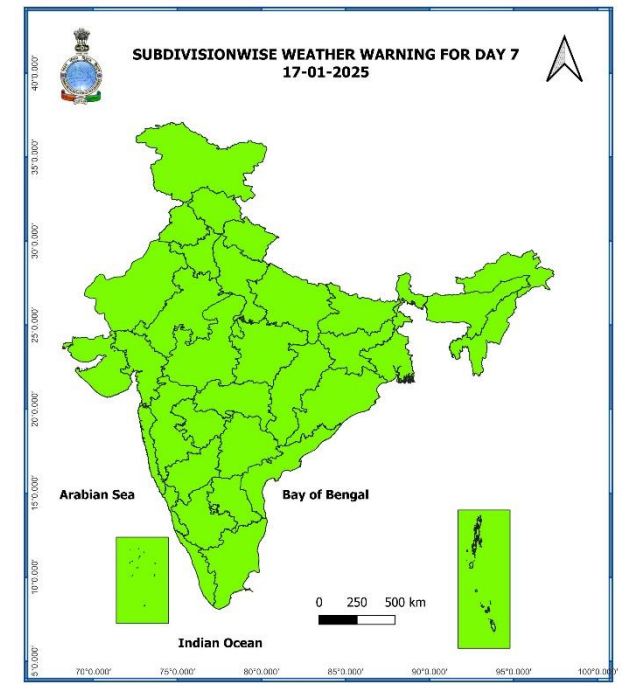 SUBDIVISIONWISE WEATHER WARNING FOR DAY 7
17-01-2025
40°0.000'
35°0.000'
30°0.000'
25°0.000'
20°0.000'
15°0.000'
10°0.000'
5°0.000'
Arabian Sea
Bay of Bengal
0 250 500 km
Indian Ocean
70°0.000' 75°0.000' 80°0.000' 85°0.000' 90°0.000' 95°0.000' 100°0.000'